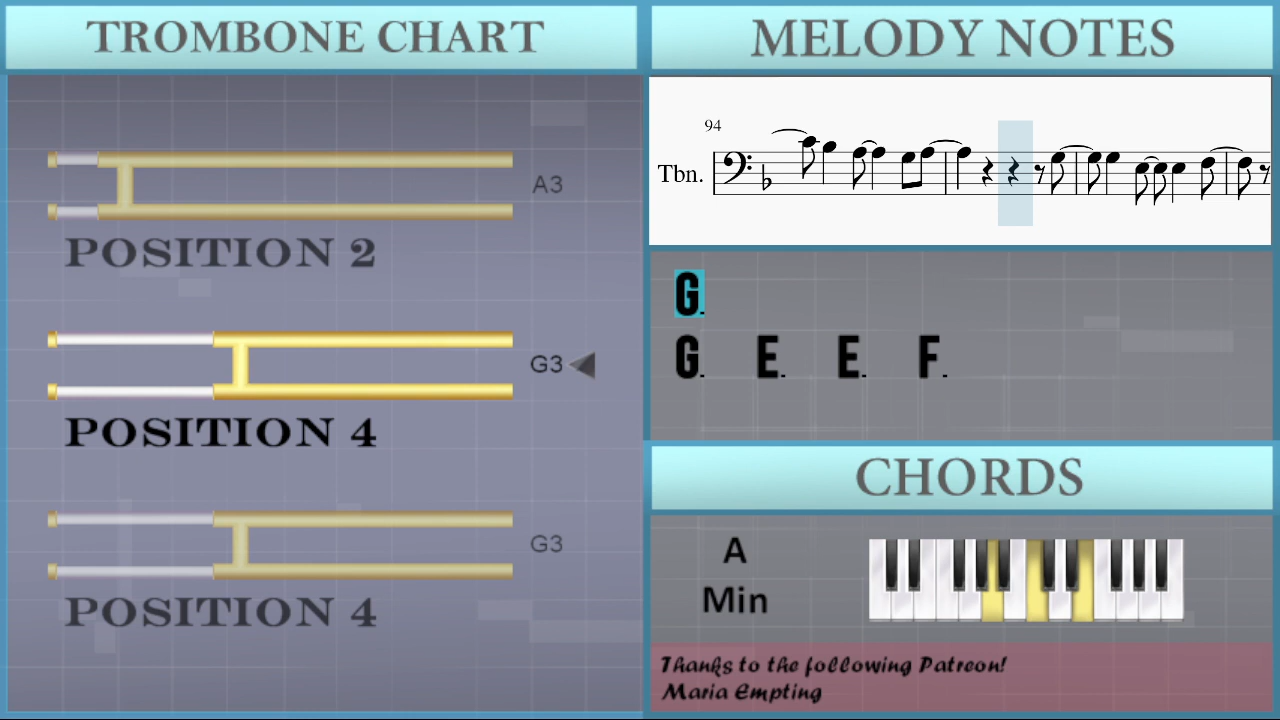 TROMBONE CHART
A3
POSITION 2
G3
POSITION 4
G3
POSITION 4
MELODY NOTES
94
Tbn.
G.
G. E. E. F.
CHORDS
A
Min
Thanks to the following Patreon!
Maria Empting